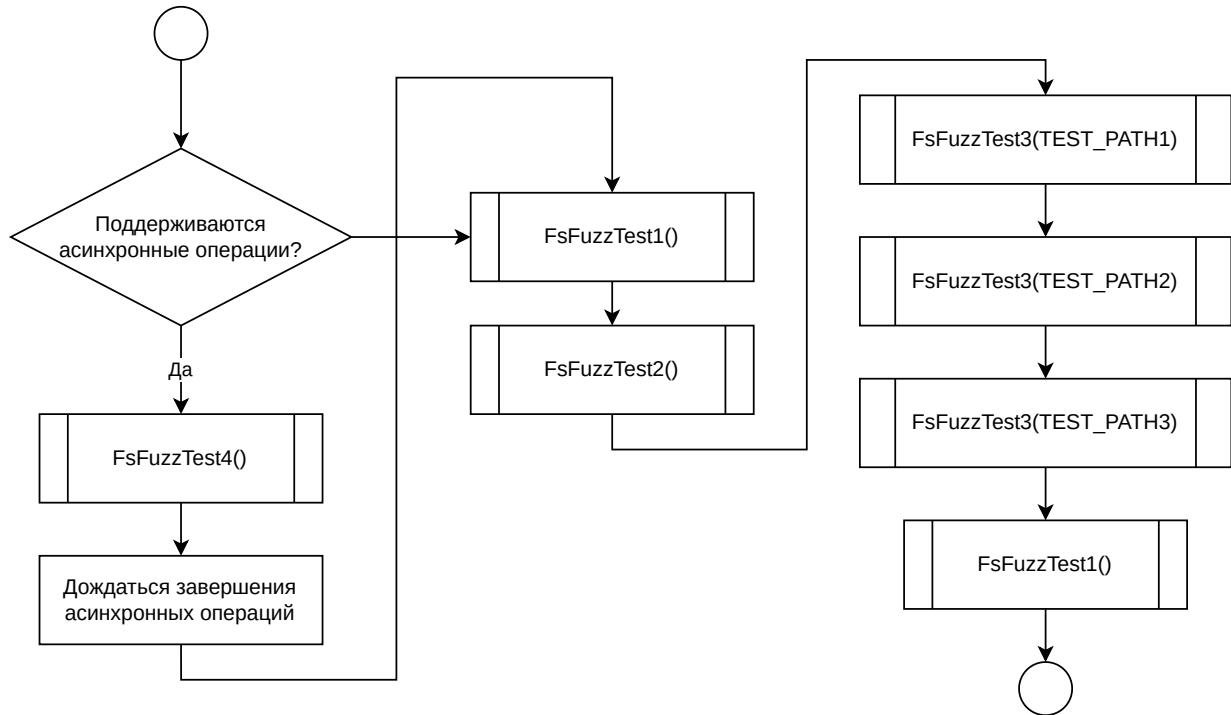 Поддерживаются
асинхронные операции?
Да
FsFuzzTest4()
Дождаться завершения
асинхронных операций
FsFuzzTest1()
FsFuzzTest2()
FsFuzzTest3(TEST_PATH1)
FsFuzzTest3(TEST_PATH2)
FsFuzzTest3(TEST_PATH3)
FsFuzzTest1()